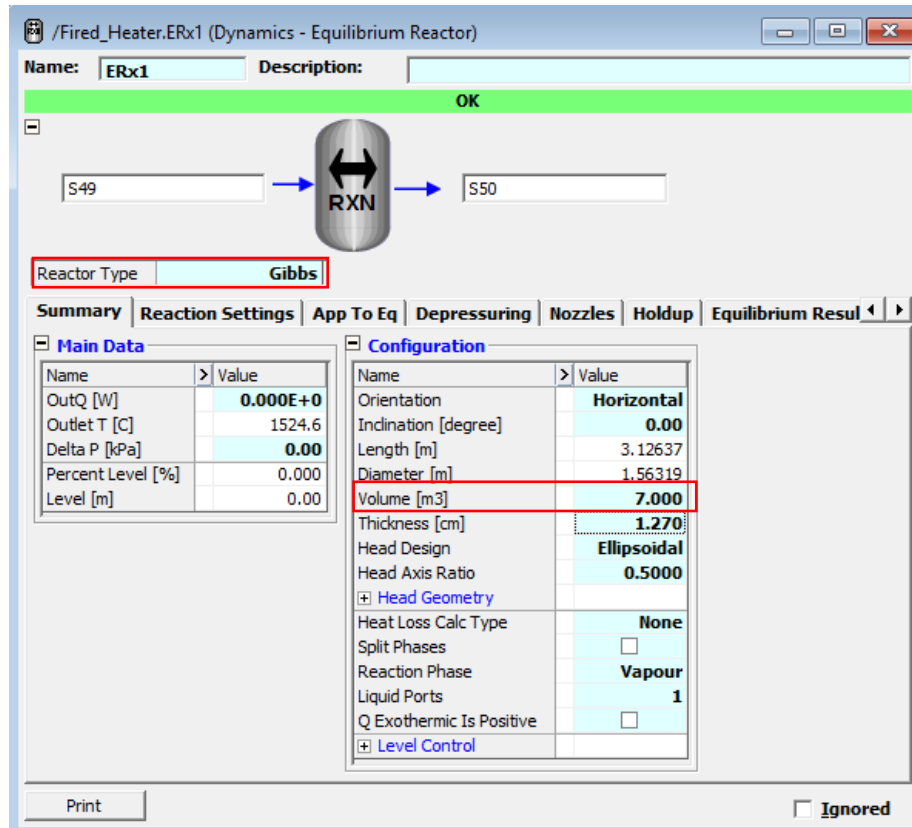 /Fired_Heater.ERx1 (Dynamics - Equilibrium Reactor)
Name: ERx1 Description:
OK
S49 RXN S50
Reactor Type Gibbs
Summary Reaction Settings App To Eq Depressuring Nozzles Holdup Equilibrium Resul
Main Data
Name > Value
OutQ [W] 0.000E+0
Outlet T [C] 1524.6
Delta P [kPa] 0.00
Percent Level [%] 0.000
Level [m] 0.00
Configuration
Name > Value
Orientation Horizontal
Inclination [degree] 0.00
Length [m] 3.12637
Diameter [m] 1.56319
Volume [m3] 7.000
Thickness [cm] 1.270
Head Design Ellipsoidal
Head Axis Ratio 0.5000
Head Geometry
Heat Loss Calc Type None
Split Phases
Reaction Phase Vapour
Liquid Ports 1
Q Exothermic Is Positive
Level Control
Print Ignored